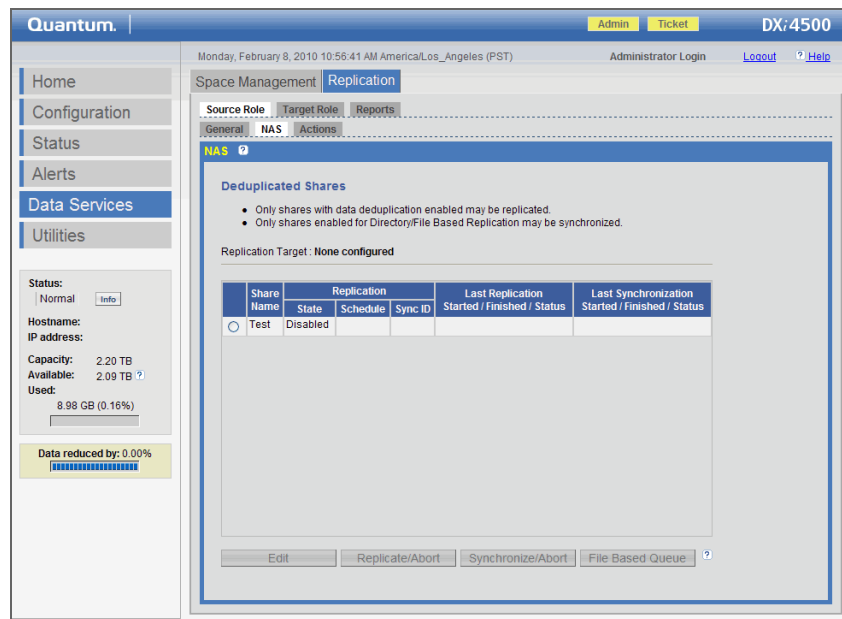 Quantum.
Admin Ticket
DXi4500
Monday, February 8, 2010 10:56:41 AM America/Los_Angeles (PST)
Administrator Login
Logout
? Help
Home
Configuration
Status
Alerts
Data Services
Utilities
Status:
Normal Info
Hostname:
IP address:
Capacity: 2.20 TB
Available: 2.09 TB ?
Used:
8.98 GB (0.16%)
Data reduced by: 0.00%
Space Management Replication
Source Role Target Role Reports
General NAS Actions
NAS ?
Deduplicated Shares
• Only shares with data deduplication enabled may be replicated.
• Only shares enabled for Directory/File Based Replication may be synchronized.
Replication Target : None configured
Share Name
Replication
State Schedule Sync ID
Last Replication
Started / Finished / Status
Last Synchronization
Started / Finished / Status
Test Disabled
Edit Replicate/Abort Synchronize/Abort File Based Queue ?